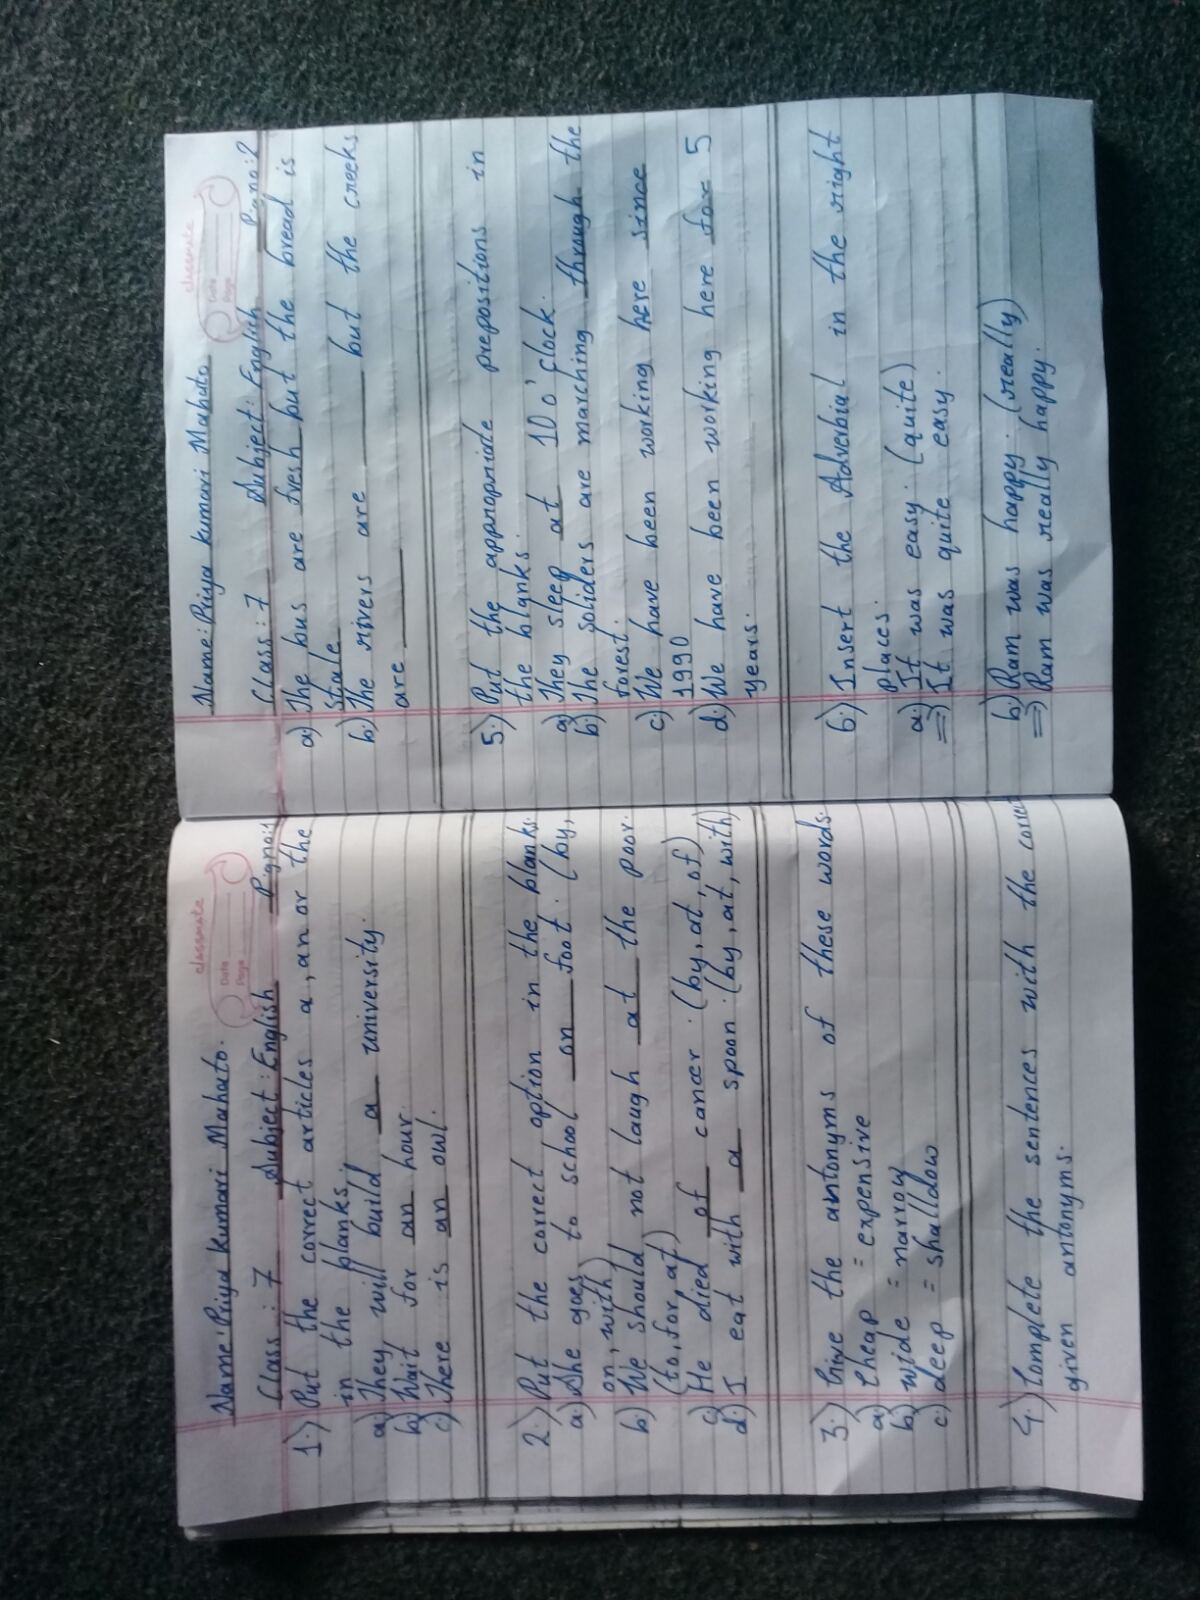 classmate
Date
Page
Name: Priya kumari Mahato.
Class: 7 Subject: English Pgno:1
1.) Put the correct articles a, an or the
in the planks.
a) They will build a university.
b) Wait for an hour.
c) There is an owl.
2.) Put the correct option in the blanks.
a.) She goes to school on foot. (by,
on, with)
b) We should not laugh at the poor.
(to, for, at)
c) He died of cancer. (by, at, of)
d.) I eat with a spoon. (by, at, with)
3.) Give the antonyms of these words.
a) Cheap = expensive
b) wide = narrow
c) deep = shalldow
4.) Complete the sentences with the correct
given antonyms.
classmate
Date
Page
Name: Priya kumari Mahato
Class: 7 Subject: English Pgno:2
a) The bus are fresh but the bread is
stale
b) The rivers are but the creeks
are
5.) Put the appropriade prepositions in
the blanks.
a) They sleep at 10 o'clock.
b) The soliders are marching through the
forest.
c) We have been working here since
1990
d) We have been working here for 5
years.
6.) Insert the Adverbial in the right
places.
a.) It was easy. (quite)
=) It was quite easy.
b) Ram was happy. (really)
=) Ram was really happy.